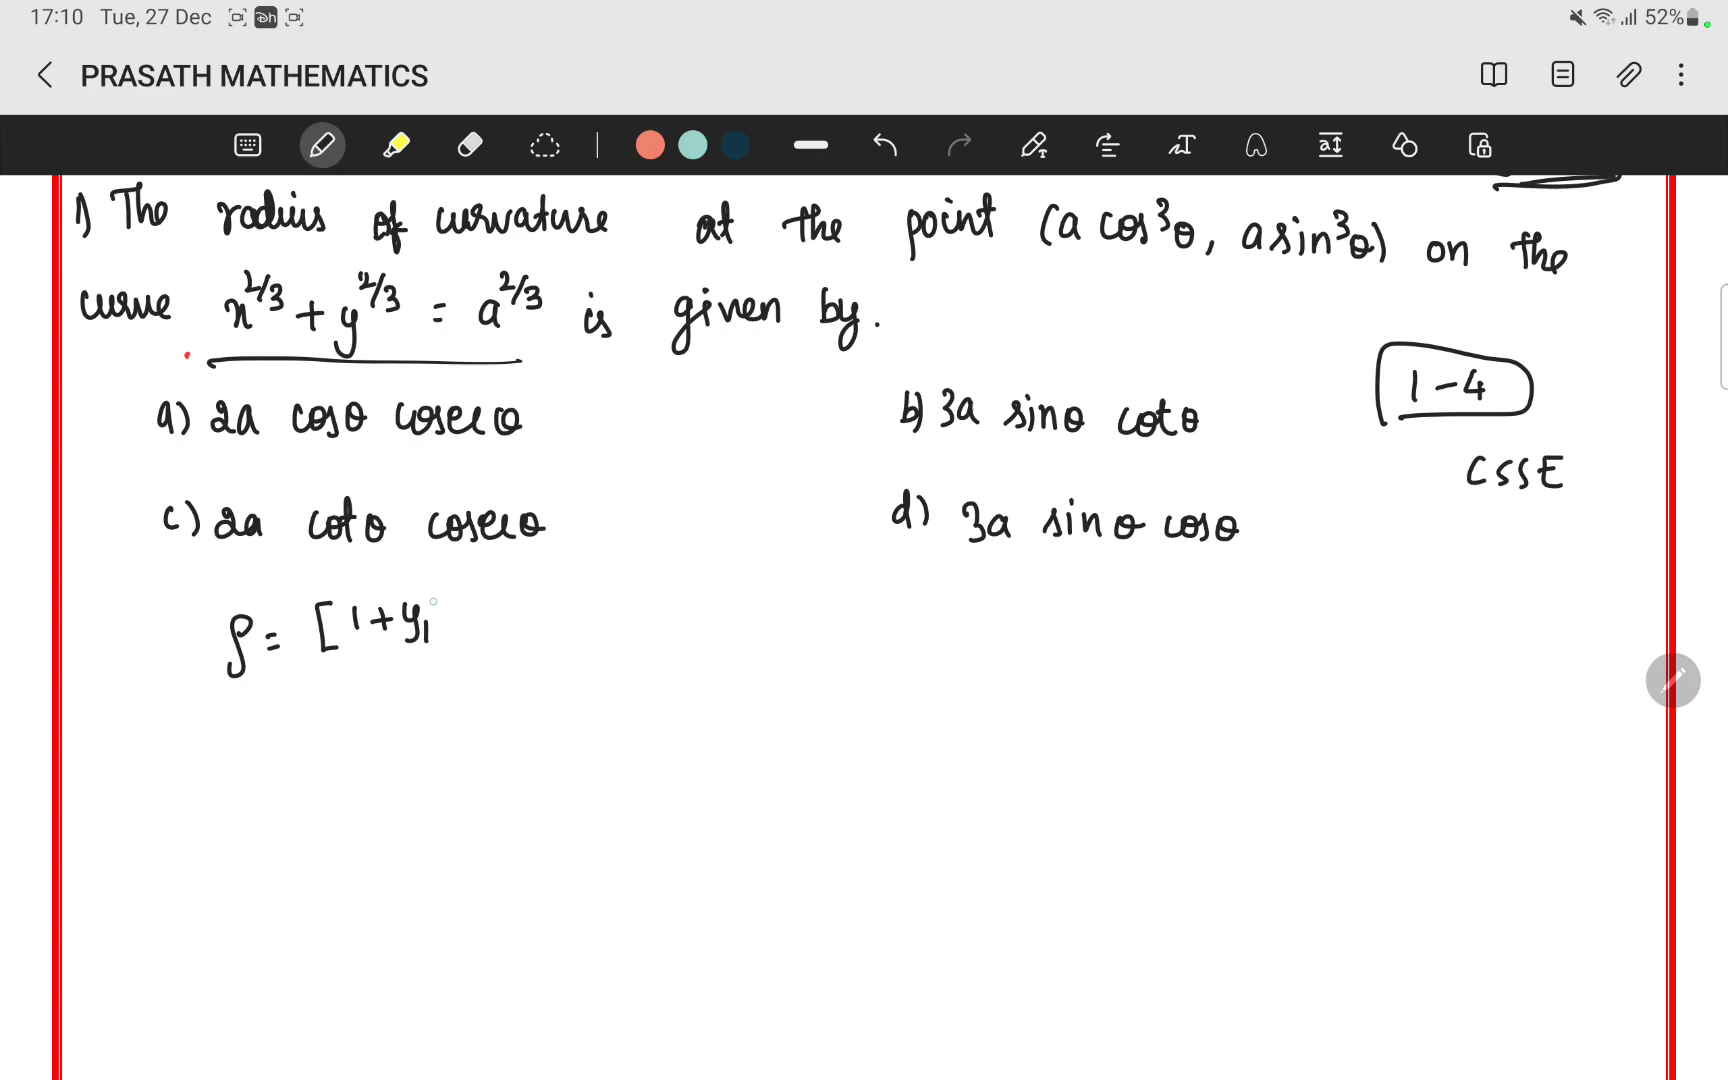 17:10 Tue, 27 Dec
52%
PRASATH MATHEMATICS
1) The radius of curvature at the point (a cos³θ, a sin³θ) on the
curve x^2/3 + y^2/3 = a^2/3 is given by.
a) 2a cosθ cosecθ
b) 3a sinθ cotθ
1-4
CSSE
c) 2a cotθ cosecθ
d) 3a sinθ cosθ
ρ = [1+y₁